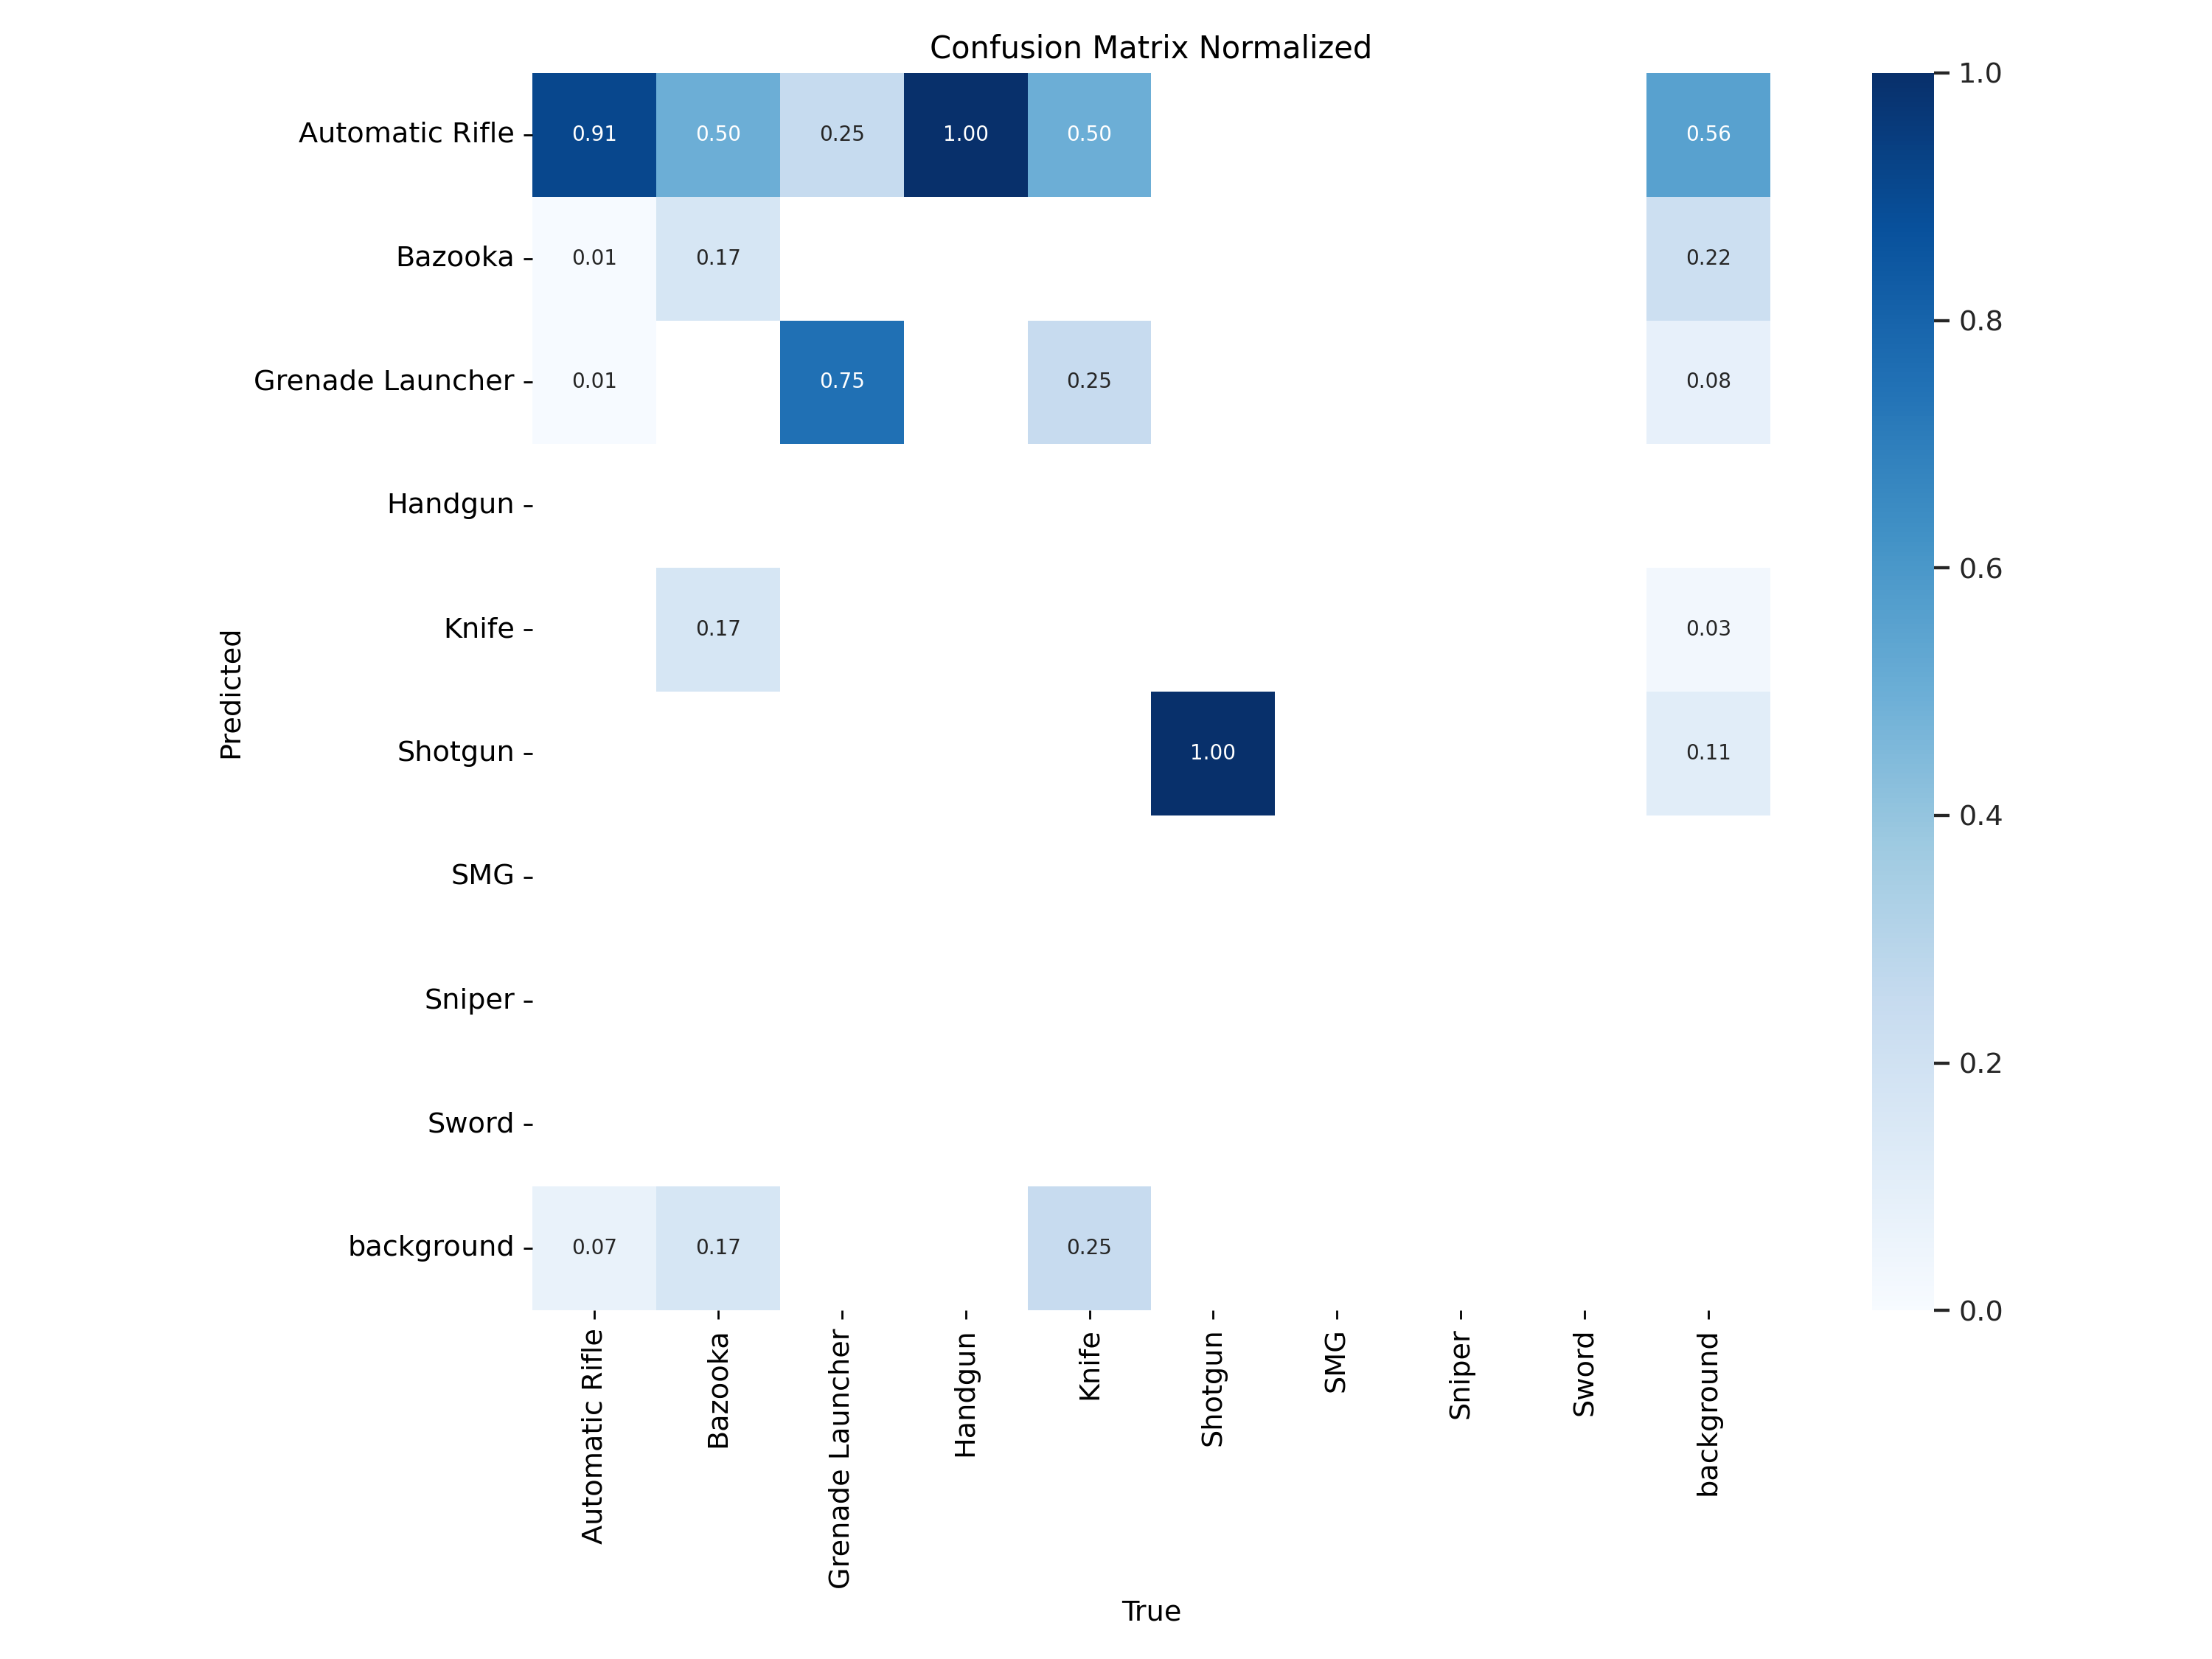 Confusion Matrix Normalized
Automatic Rifle 0.91 0.50 0.25 1.00 0.50 0.56
Bazooka 0.01 0.17 0.22
Grenade Launcher 0.01 0.75 0.25 0.08
Handgun
Knife 0.17 0.03
Shotgun 1.00 0.11
SMG
Sniper
Sword
background 0.07 0.17 0.25
Predicted
Automatic Rifle
Bazooka
Grenade Launcher
Handgun
Knife
Shotgun
SMG
Sniper
Sword
background
True
1.0
0.8
0.6
0.4
0.2
0.0